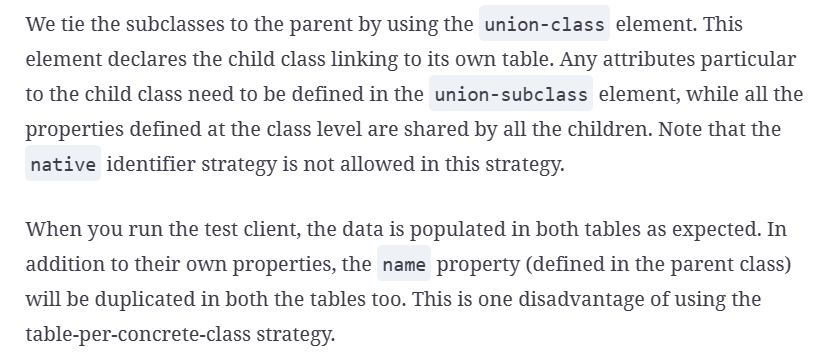 We tie the subclasses to the parent by using the union-class element. This
element declares the child class linking to its own table. Any attributes particular
to the child class need to be defined in the union-subclass element, while all the
properties defined at the class level are shared by all the children. Note that the
native identifier strategy is not allowed in this strategy.
When you run the test client, the data is populated in both tables as expected. In
addition to their own properties, the name property (defined in the parent class)
will be duplicated in both the tables too. This is one disadvantage of using the
table-per-concrete-class strategy.